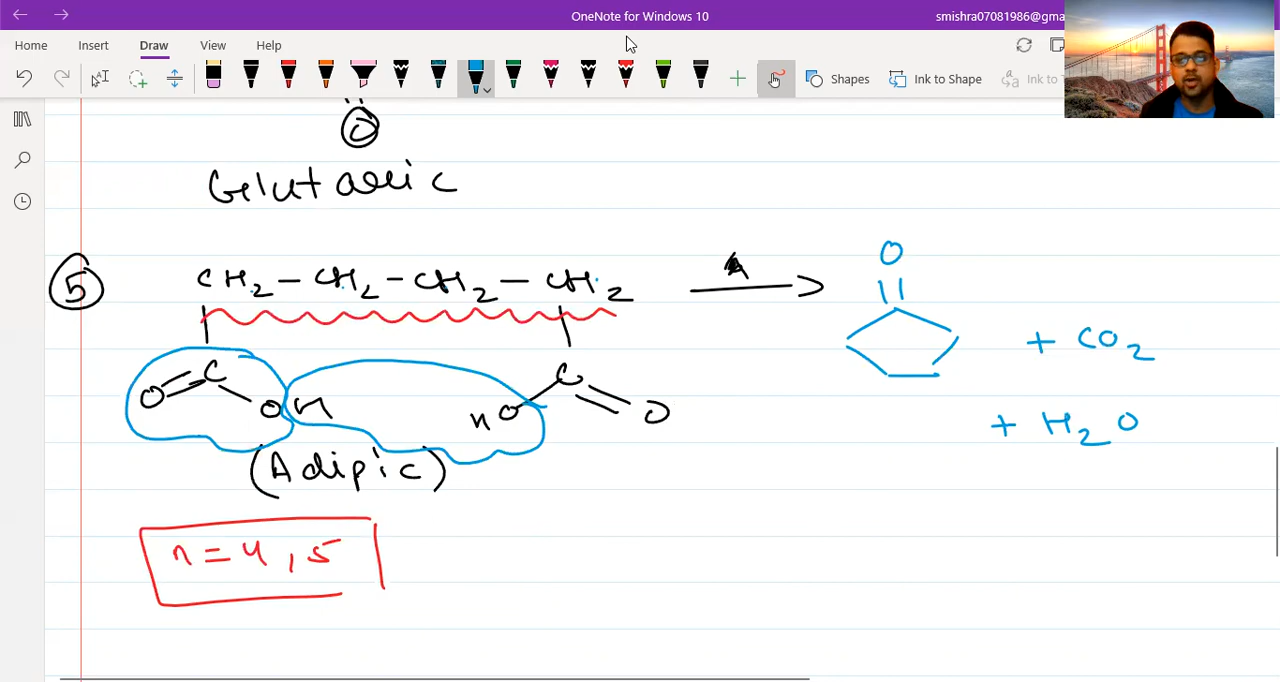 OneNote for Windows 10
smishra07081986@gma
Home Insert Draw View Help
Shapes Ink to Shape Ink to
O
Glutaric
5 CH2 - CH2 - CH2 - CH2
O
+ CO2
C C
O OH HO O
+ H2O
(Adipic)
n = 4, 5